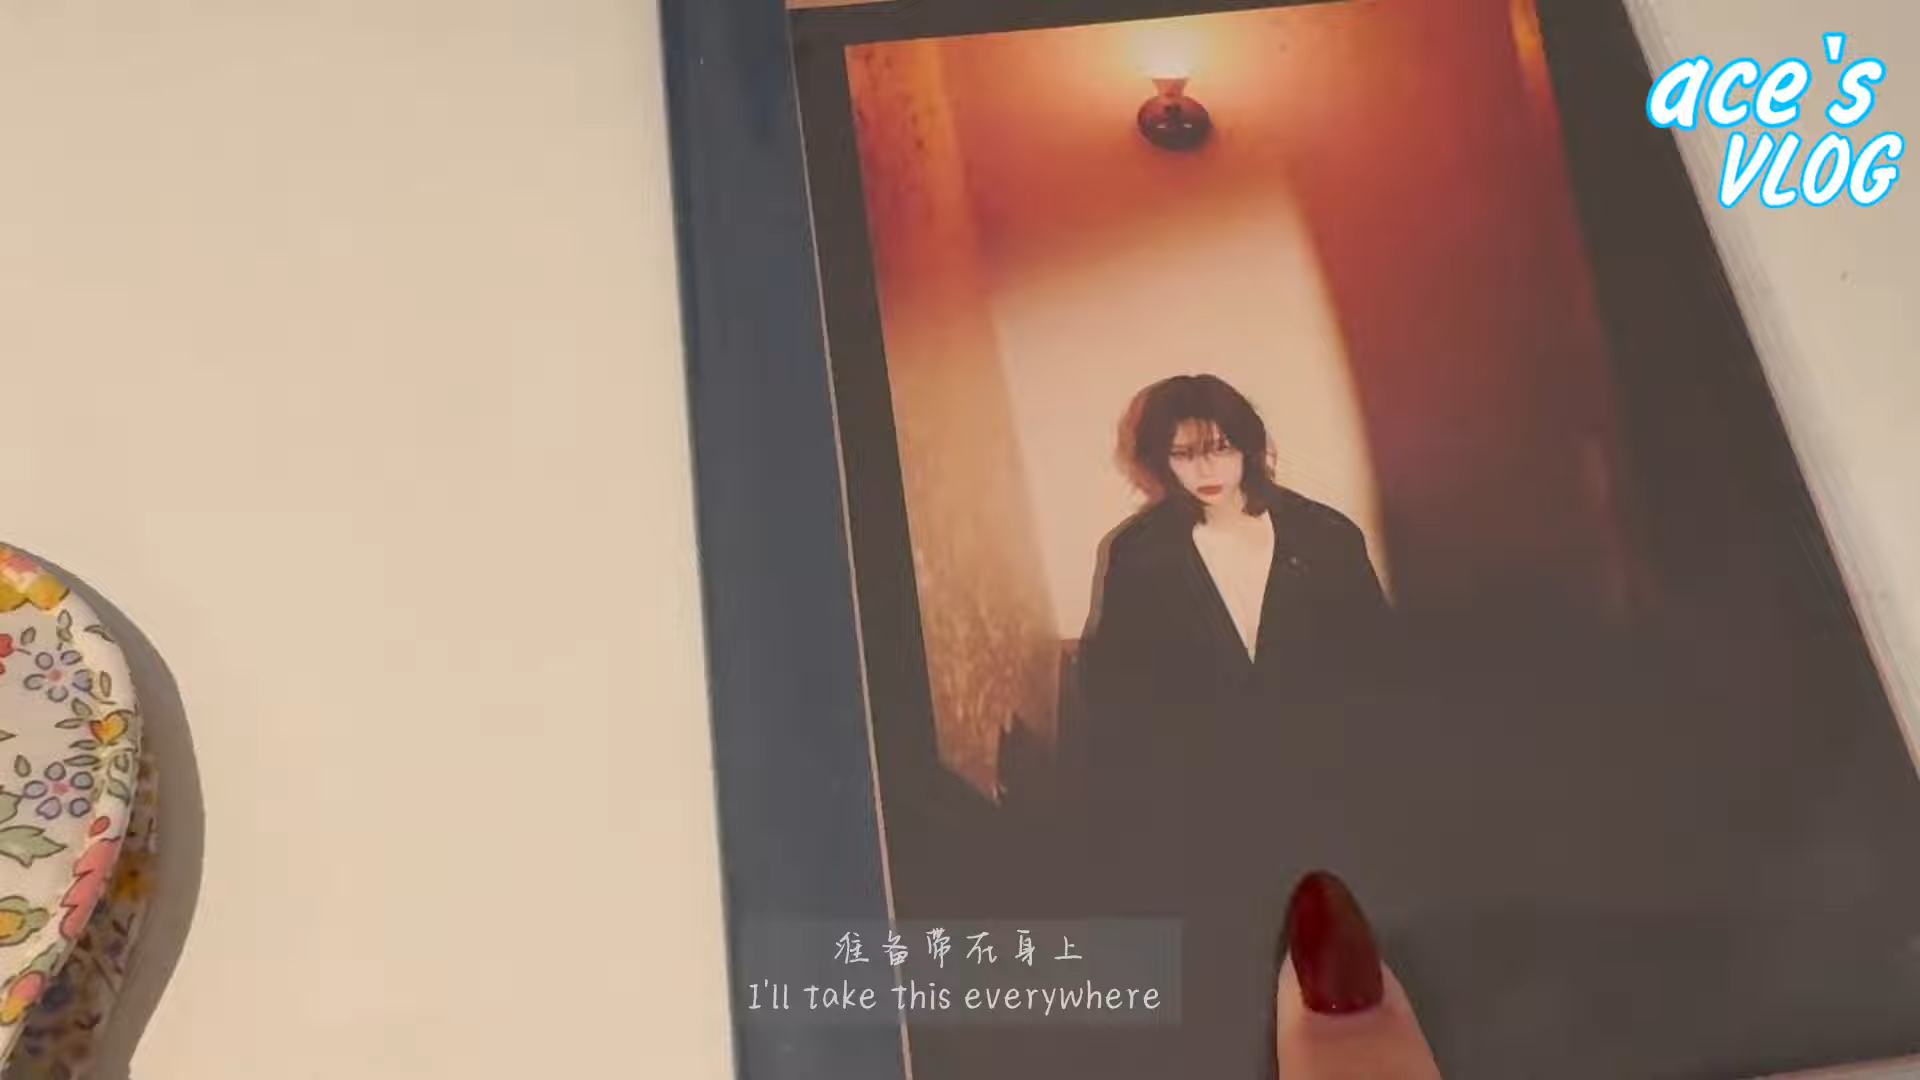 ace's
VLOG
准备带在身上
I'll take this everywhere